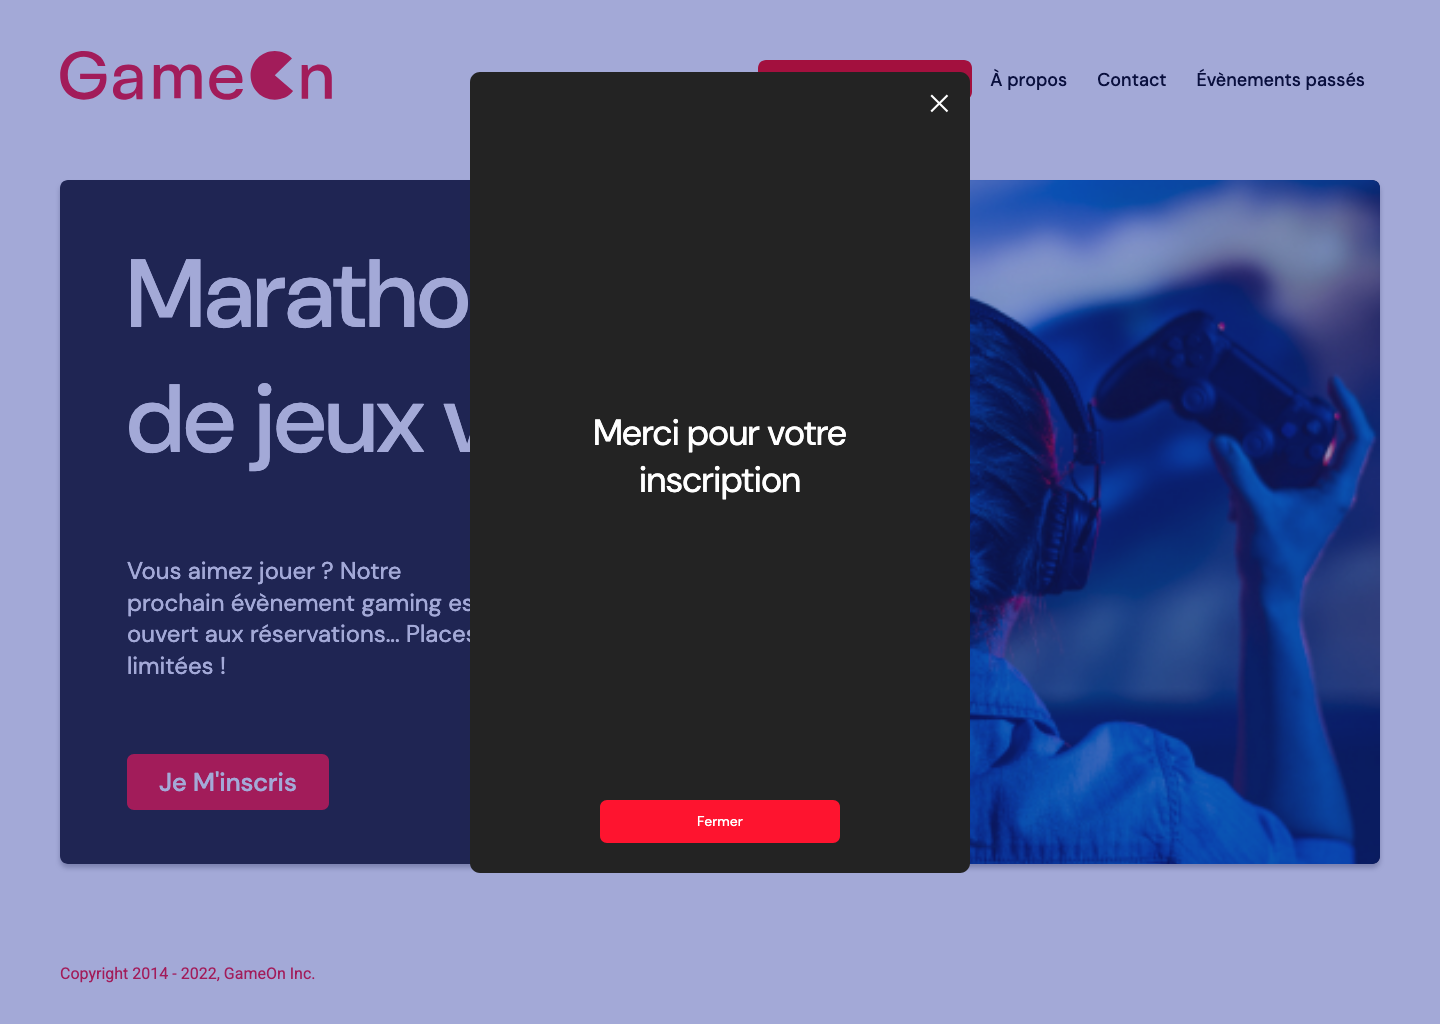 GameOn
À propos
Contact
Évènements passés
Maratho
de jeux v
Vous aimez jouer ? Notre
prochain évènement gaming es
ouvert aux réservations... Places
limitées !
Je M'inscris
Merci pour votre
inscription
Fermer
Copyright 2014 - 2022, GameOn Inc.